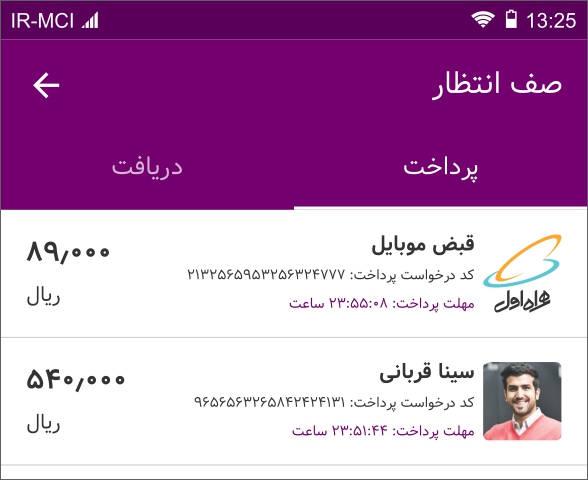 IR-MCI 13:25
صف انتظار
پرداخت دریافت
قبض موبایل
۸۹٫۰۰۰
کد درخواست پرداخت: ۲۱۳۲۵۶۵۹۵۳۲۵۶۳۲۴۷۷۷
ریال
مهلت پرداخت: ۲۳:۵۵:۰۸ ساعت
همراه اول
سینا قربانی
۵۴۰٫۰۰۰
کد درخواست پرداخت: ۹۶۵۶۵۶۳۲۶۵۸۴۲۴۲۴۱۳۱
ریال
مهلت پرداخت: ۲۳:۵۱:۴۴ ساعت